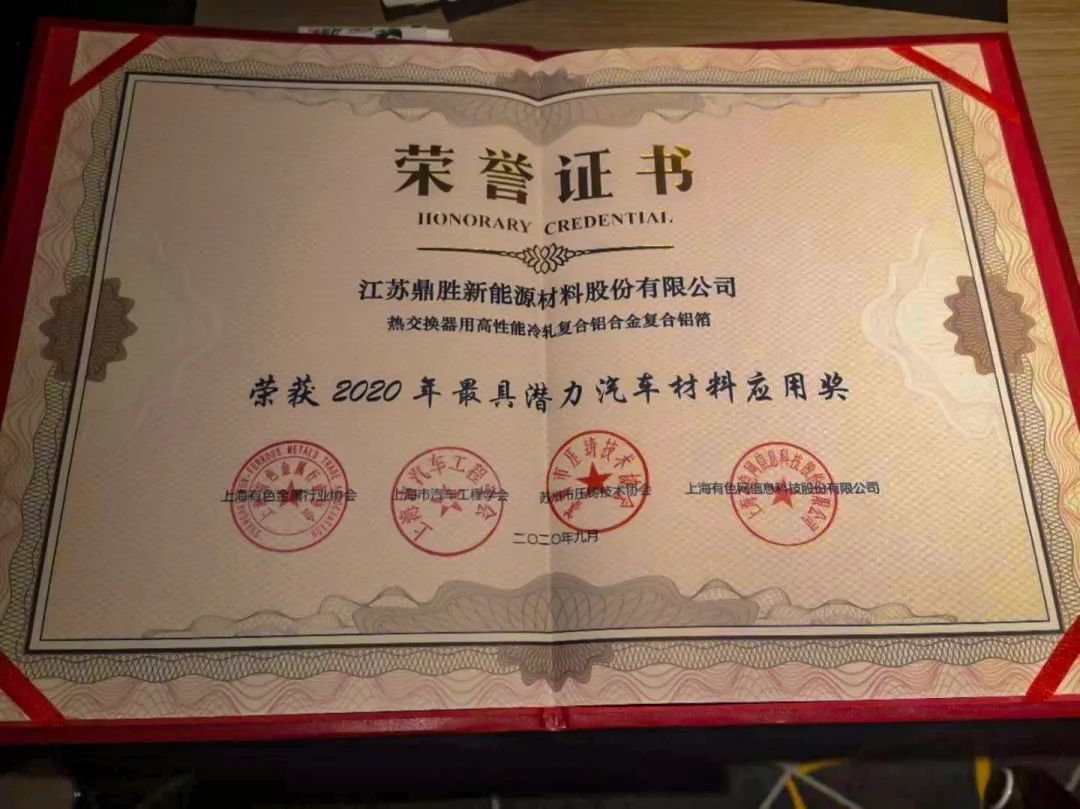 荣誉证书
HONORARY CREDENTIAL
江苏鼎胜新能源材料股份有限公司
热交换器用高性能冷轧复合铝合金复合铝箔
荣获2020年最具潜力汽车材料应用奖
上海有色金属行业协会 上海市汽车工程学会 苏州市压铸技术协会 上海有色网信息科技股份有限公司
二〇二〇年九月